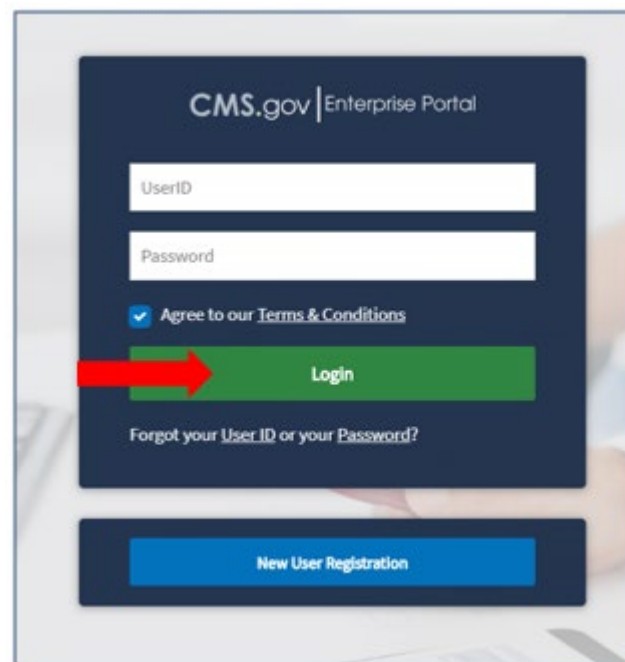 CMS.gov Enterprise Portal
UserID
Password
Agree to our Terms & Conditions
Login
Forgot your User ID or your Password?
New User Registration